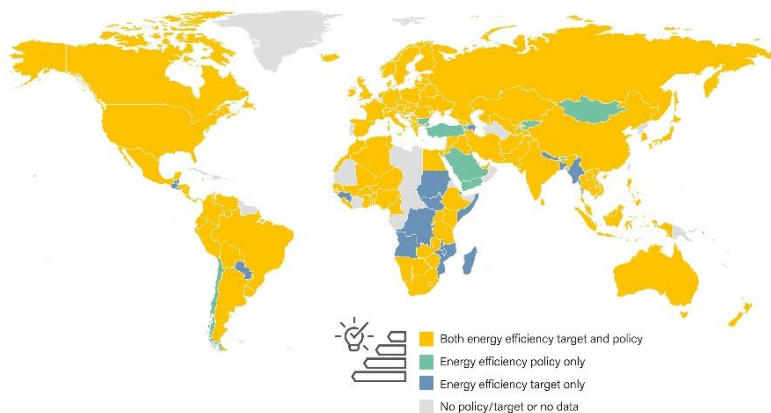 Both energy efficiency target and policy
Energy efficiency policy only
Energy efficiency target only
No policy/target or no data